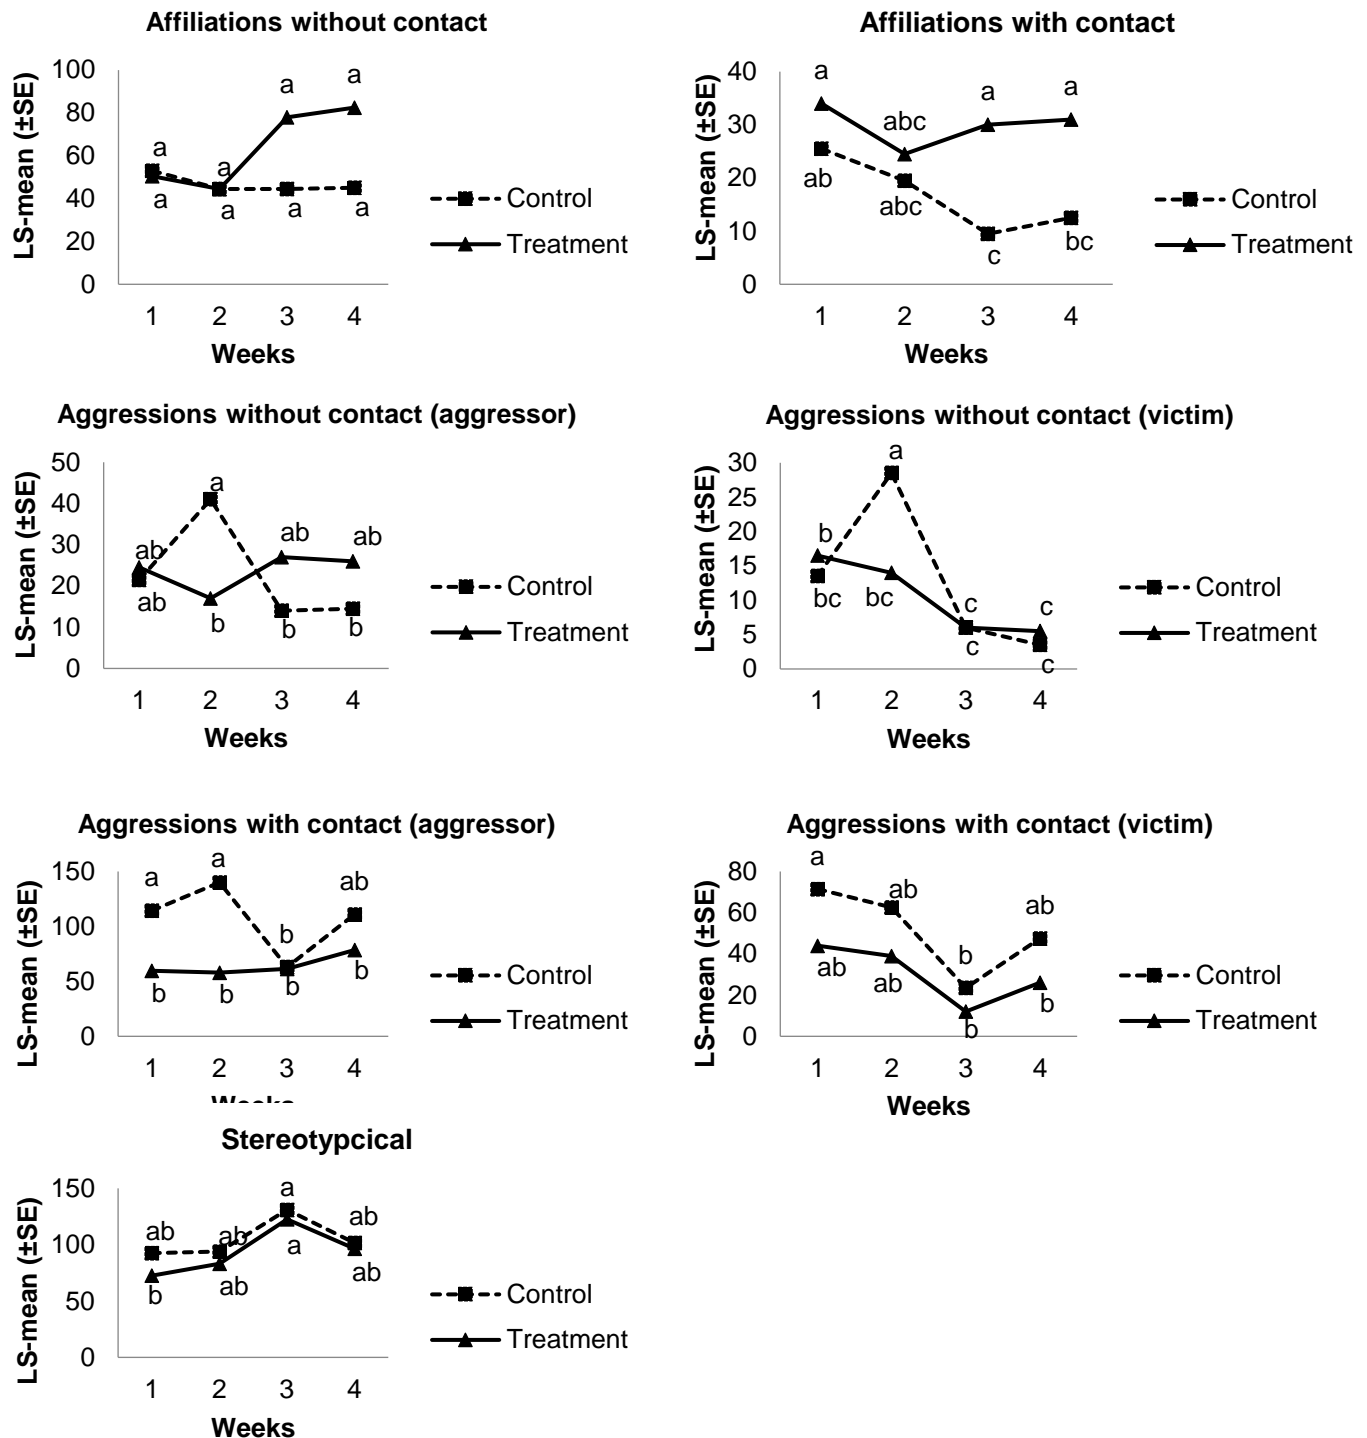 Affiliations without contact
LS-mean (±SE)
100
80
60
40
20
0
a
a
a
a
a
a
a
a
1 2 3 4
Weeks
Control
Treatment
Affiliations with contact
LS-mean (±SE)
40
30
20
10
0
a
abc
a
a
ab
abc
c
bc
1 2 3 4
Weeks
Control
Treatment
Aggressions without contact (aggressor)
LS-mean (±SE)
50
40
30
20
10
0
ab
a
ab
ab
ab
b
b
b
1 2 3 4
Weeks
Control
Treatment
Aggressions without contact (victim)
LS-mean (±SE)
30
25
20
15
10
5
0
b
a
c
c
bc
bc
c
c
1 2 3 4
Weeks
Control
Treatment
Aggressions with contact (aggressor)
LS-mean (±SE)
150
100
50
0
a
a
b
ab
b
b
b
b
1 2 3 4
Weeks
Control
Treatment
Aggressions with contact (victim)
LS-mean (±SE)
80
60
40
20
0
a
ab
b
ab
ab
ab
b
b
1 2 3 4
Weeks
Control
Treatment
Stereotypcical
LS-mean (±SE)
150
100
50
0
ab
ab
a
ab
b
ab
a
ab
1 2 3 4
Weeks
Control
Treatment